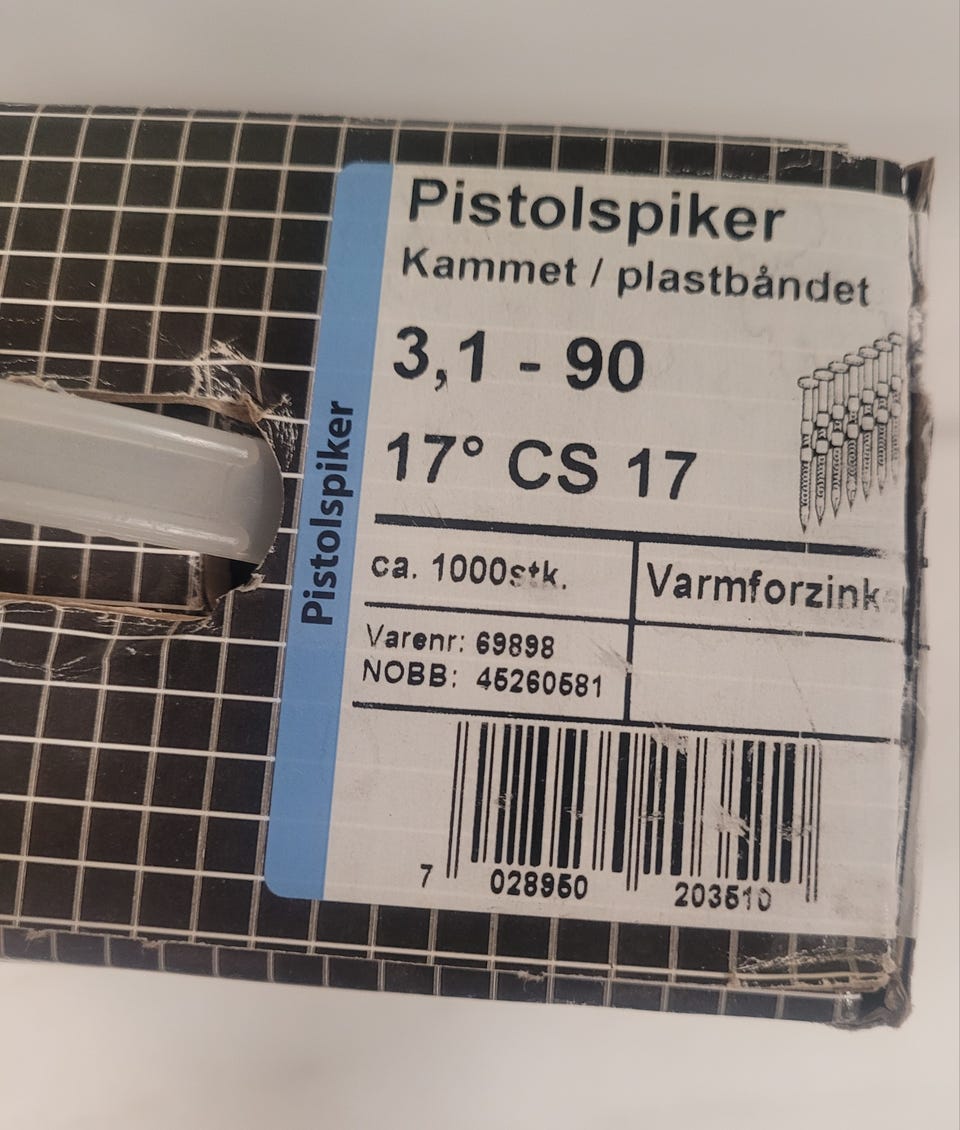 Pistolspiker
Pistolspiker
Kammet / plastbåndet
3,1 - 90
17° CS 17
ca. 1000stk.
Varmforzink
Varenr: 69898
NOBB: 45260581
7 028950 203510